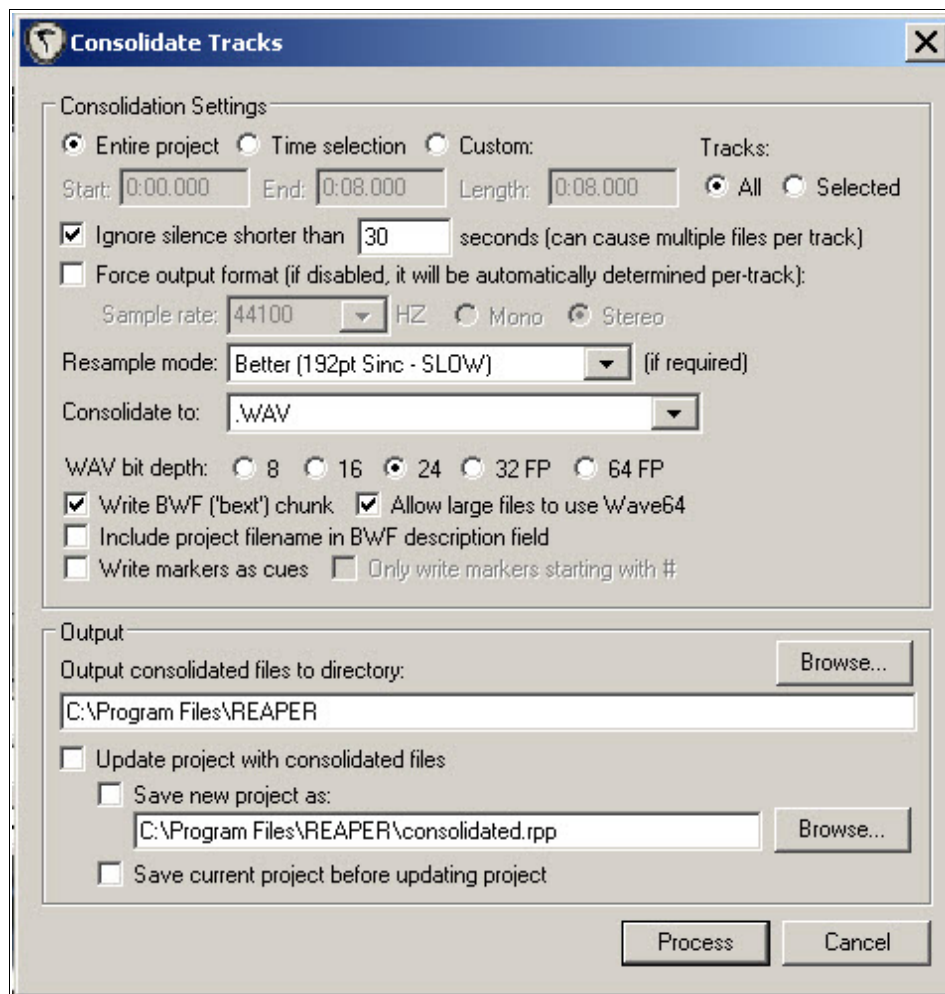 Consolidate Tracks
Consolidation Settings
Entire project Time selection Custom: Tracks:
Start: 0:00.000 End: 0:08.000 Length: 0:08.000 All Selected
Ignore silence shorter than 30 seconds (can cause multiple files per track)
Force output format (if disabled, it will be automatically determined per-track):
Sample rate: 44100 HZ Mono Stereo
Resample mode: Better (192pt Sinc - SLOW) (if required)
Consolidate to: .WAV
WAV bit depth: 8 16 24 32 FP 64 FP
Write BWF ('bext') chunk Allow large files to use Wave64
Include project filename in BWF description field
Write markers as cues Only write markers starting with #
Output
Output consolidated files to directory: Browse...
C:\Program Files\REAPER
Update project with consolidated files
Save new project as:
C:\Program Files\REAPER\consolidated.rpp Browse...
Save current project before updating project
Process Cancel